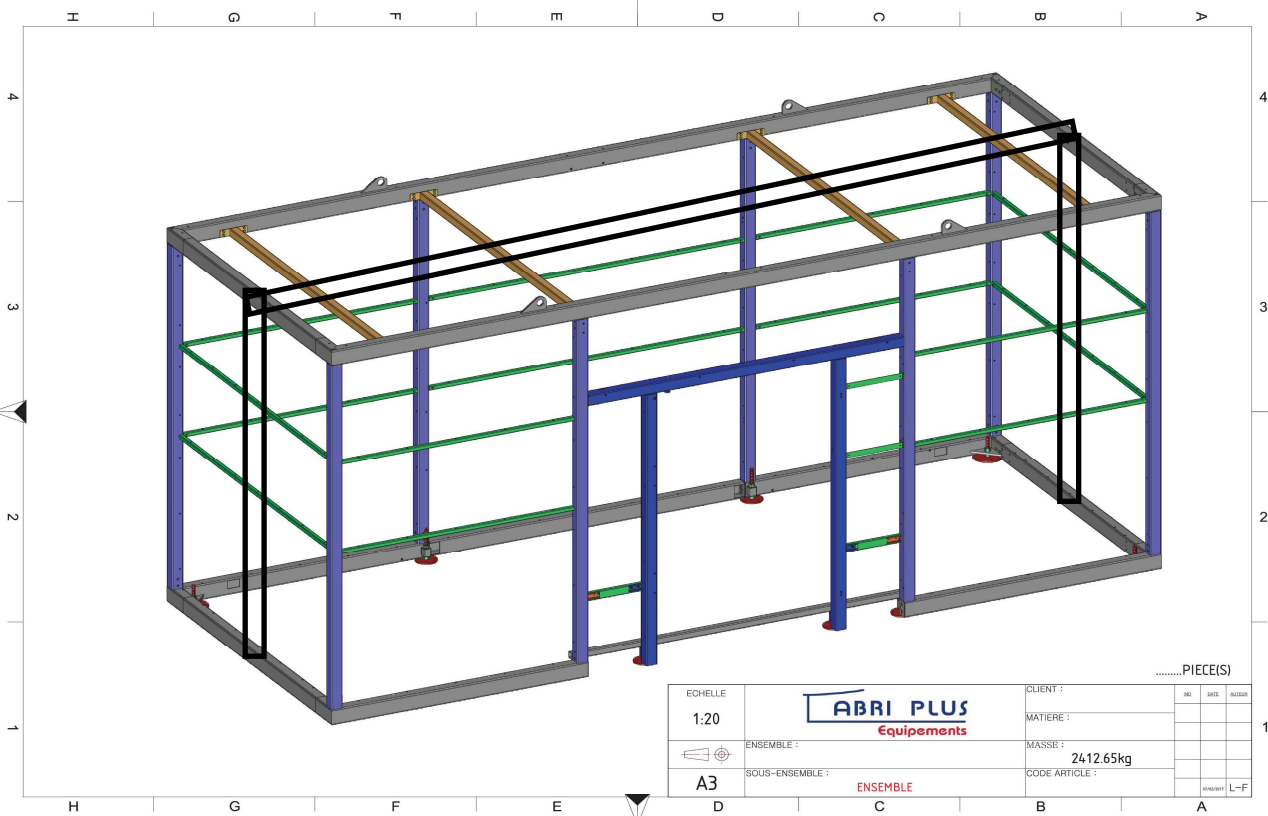 H G F E D C B A
4 4
3 3
2 2
1 1
.........PIECE(S)
ECHELLE
1:20
ABRI PLUS
Equipements
CLIENT :
MATIERE :
IND DATE AUTEUR
ENSEMBLE :
MASSE :
2412.65kg
A3
SOUS-ENSEMBLE :
ENSEMBLE
CODE ARTICLE :
L-F
H G F E D C B A